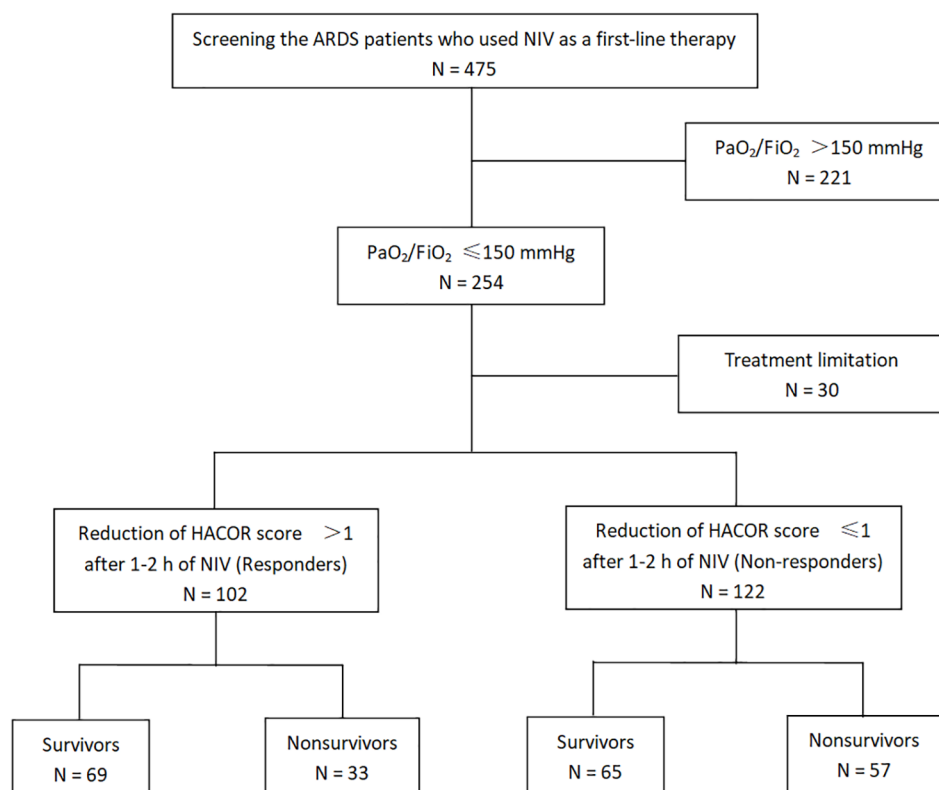 Screening the ARDS patients who used NIV as a first-line therapy
N = 475
PaO₂/FiO₂ ＞150 mmHg
N = 221
PaO₂/FiO₂ ≤150 mmHg
N = 254
Treatment limitation
N = 30
Reduction of HACOR score ＞1
after 1-2 h of NIV (Responders)
N = 102
Reduction of HACOR score ≤1
after 1-2 h of NIV (Non-responders)
N = 122
Survivors
N = 69
Nonsurvivors
N = 33
Survivors
N = 65
Nonsurvivors
N = 57